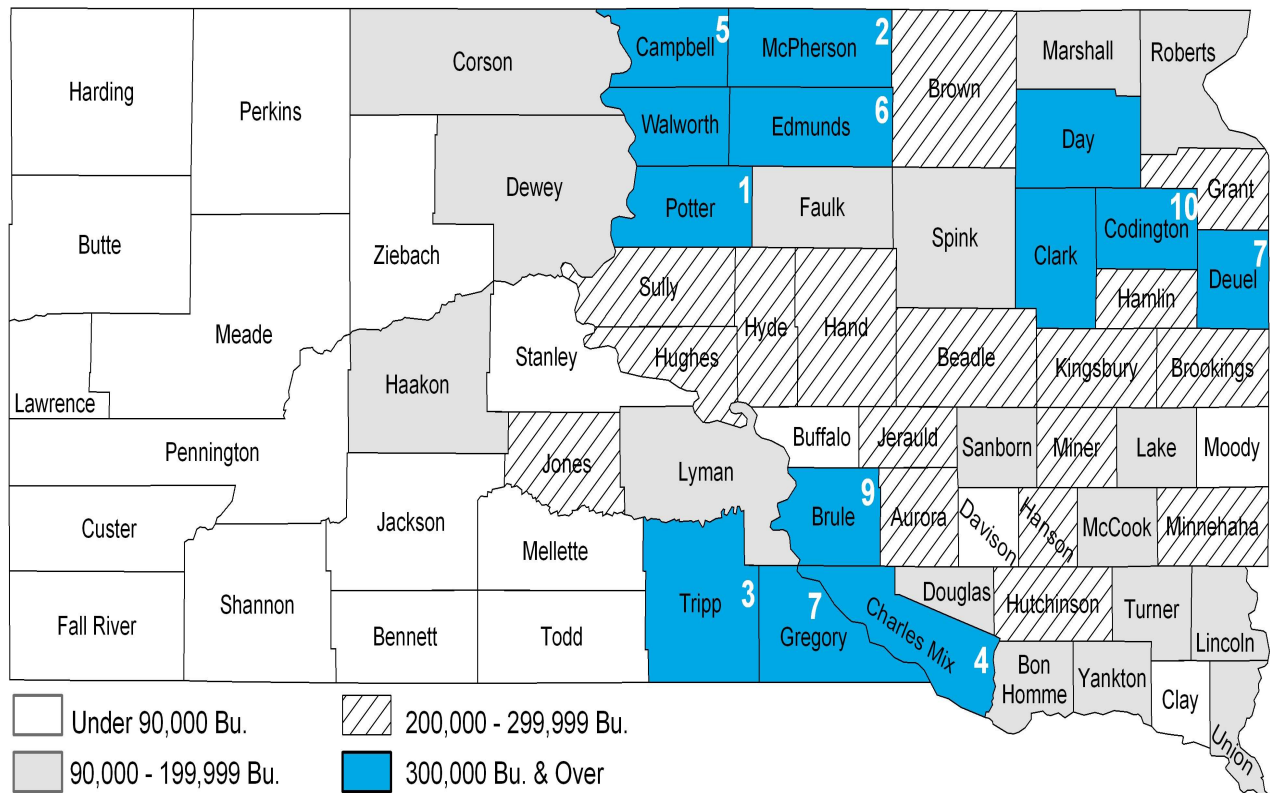 Harding
Perkins
Corson
Campbell 5
McPherson 2
Brown
Marshall
Roberts
Walworth
Edmunds 6
Day
Butte
Ziebach
Dewey
Potter 1
Faulk
Spink
Clark
Codington 10
Grant
Deuel 7
Hamlin
Meade
Sully
Hyde
Hand
Stanley
Hughes
Beadle
Kingsbury
Brookings
Lawrence
Haakon
Pennington
Jones
Lyman
Buffalo
Jerauld
Sanborn
Miner
Lake
Moody
Custer
Jackson
Mellette
Brule 9
Aurora
Davison
Hanson
McCook
Minnehaha
Fall River
Shannon
Bennett
Todd
Tripp 3
7
Gregory
Charles Mix 4
Douglas
Hutchinson
Turner
Lincoln
Bon
Homme
Yankton
Clay
Union
Under 90,000 Bu.
200,000 - 299,999 Bu.
90,000 - 199,999 Bu.
300,000 Bu. & Over